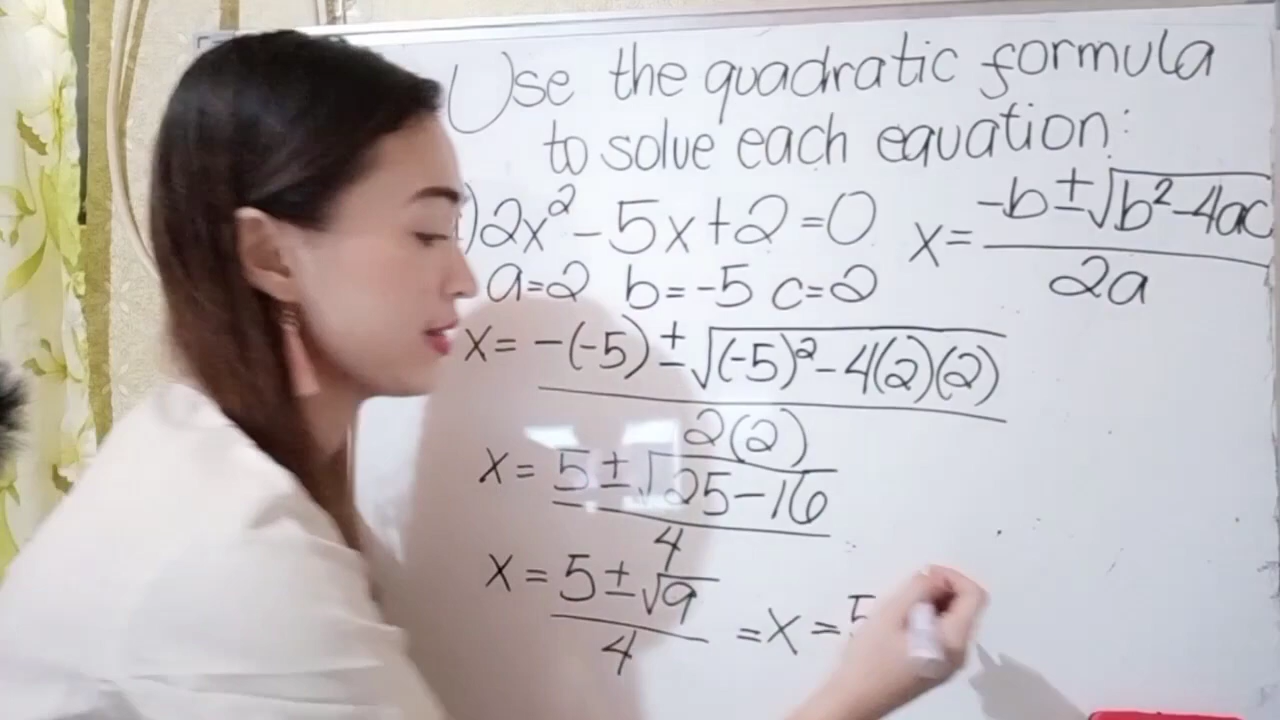 Use the quadratic formula
to solve each equation:
)2x² - 5x + 2 = 0
x = -b ± √b² - 4ac
2a
a = 2 b = -5 c = 2
x = -(-5) ± √(-5)² - 4(2)(2)
2(2)
x = 5 ± √25 - 16
4
x = 5 ± √9
4
= x = 5